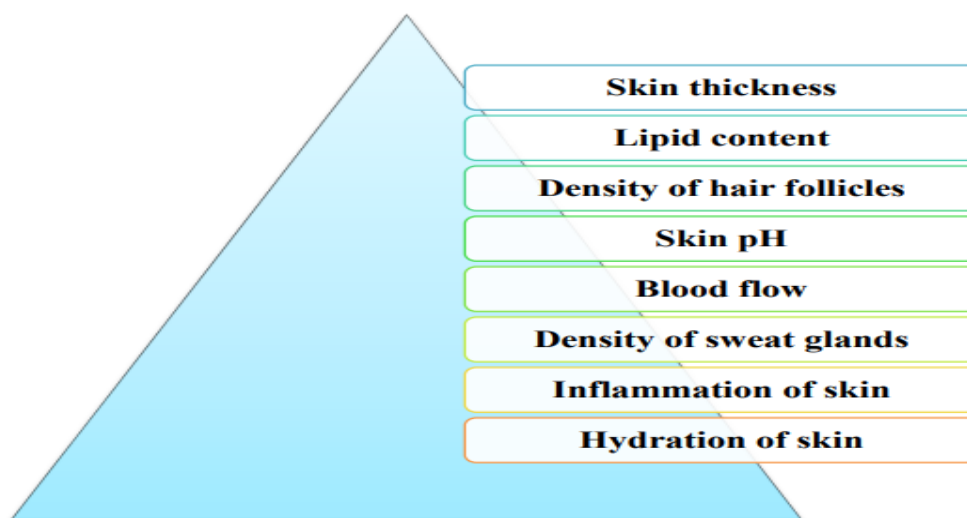 Skin thickness
Lipid content
Density of hair follicles
Skin pH
Blood flow
Density of sweat glands
Inflammation of skin
Hydration of skin